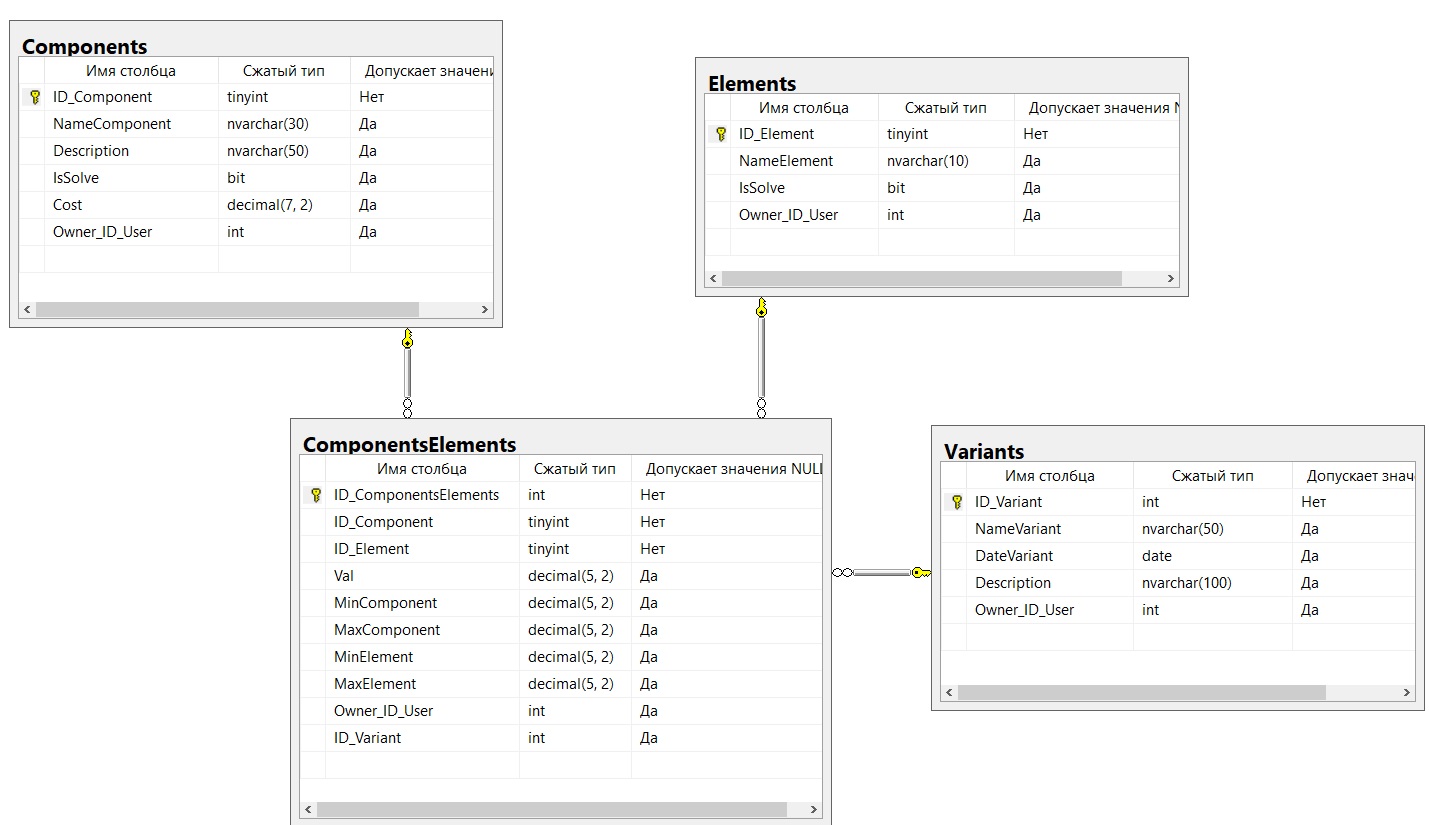 Components
Имя столбца Сжатый тип Допускает значени
ID_Component tinyint Нет
NameComponent nvarchar(30) Да
Description nvarchar(50) Да
IsSolve bit Да
Cost decimal(7, 2) Да
Owner_ID_User int Да
Elements
Имя столбца Сжатый тип Допускает значения N
ID_Element tinyint Нет
NameElement nvarchar(10) Да
IsSolve bit Да
Owner_ID_User int Да
ComponentsElements
Имя столбца Сжатый тип Допускает значения NULL
ID_ComponentsElements int Нет
ID_Component tinyint Нет
ID_Element tinyint Нет
Val decimal(5, 2) Да
MinComponent decimal(5, 2) Да
MaxComponent decimal(5, 2) Да
MinElement decimal(5, 2) Да
MaxElement decimal(5, 2) Да
Owner_ID_User int Да
ID_Variant int Да
Variants
Имя столбца Сжатый тип Допускает знач
ID_Variant int Нет
NameVariant nvarchar(50) Да
DateVariant date Да
Description nvarchar(100) Да
Owner_ID_User int Да